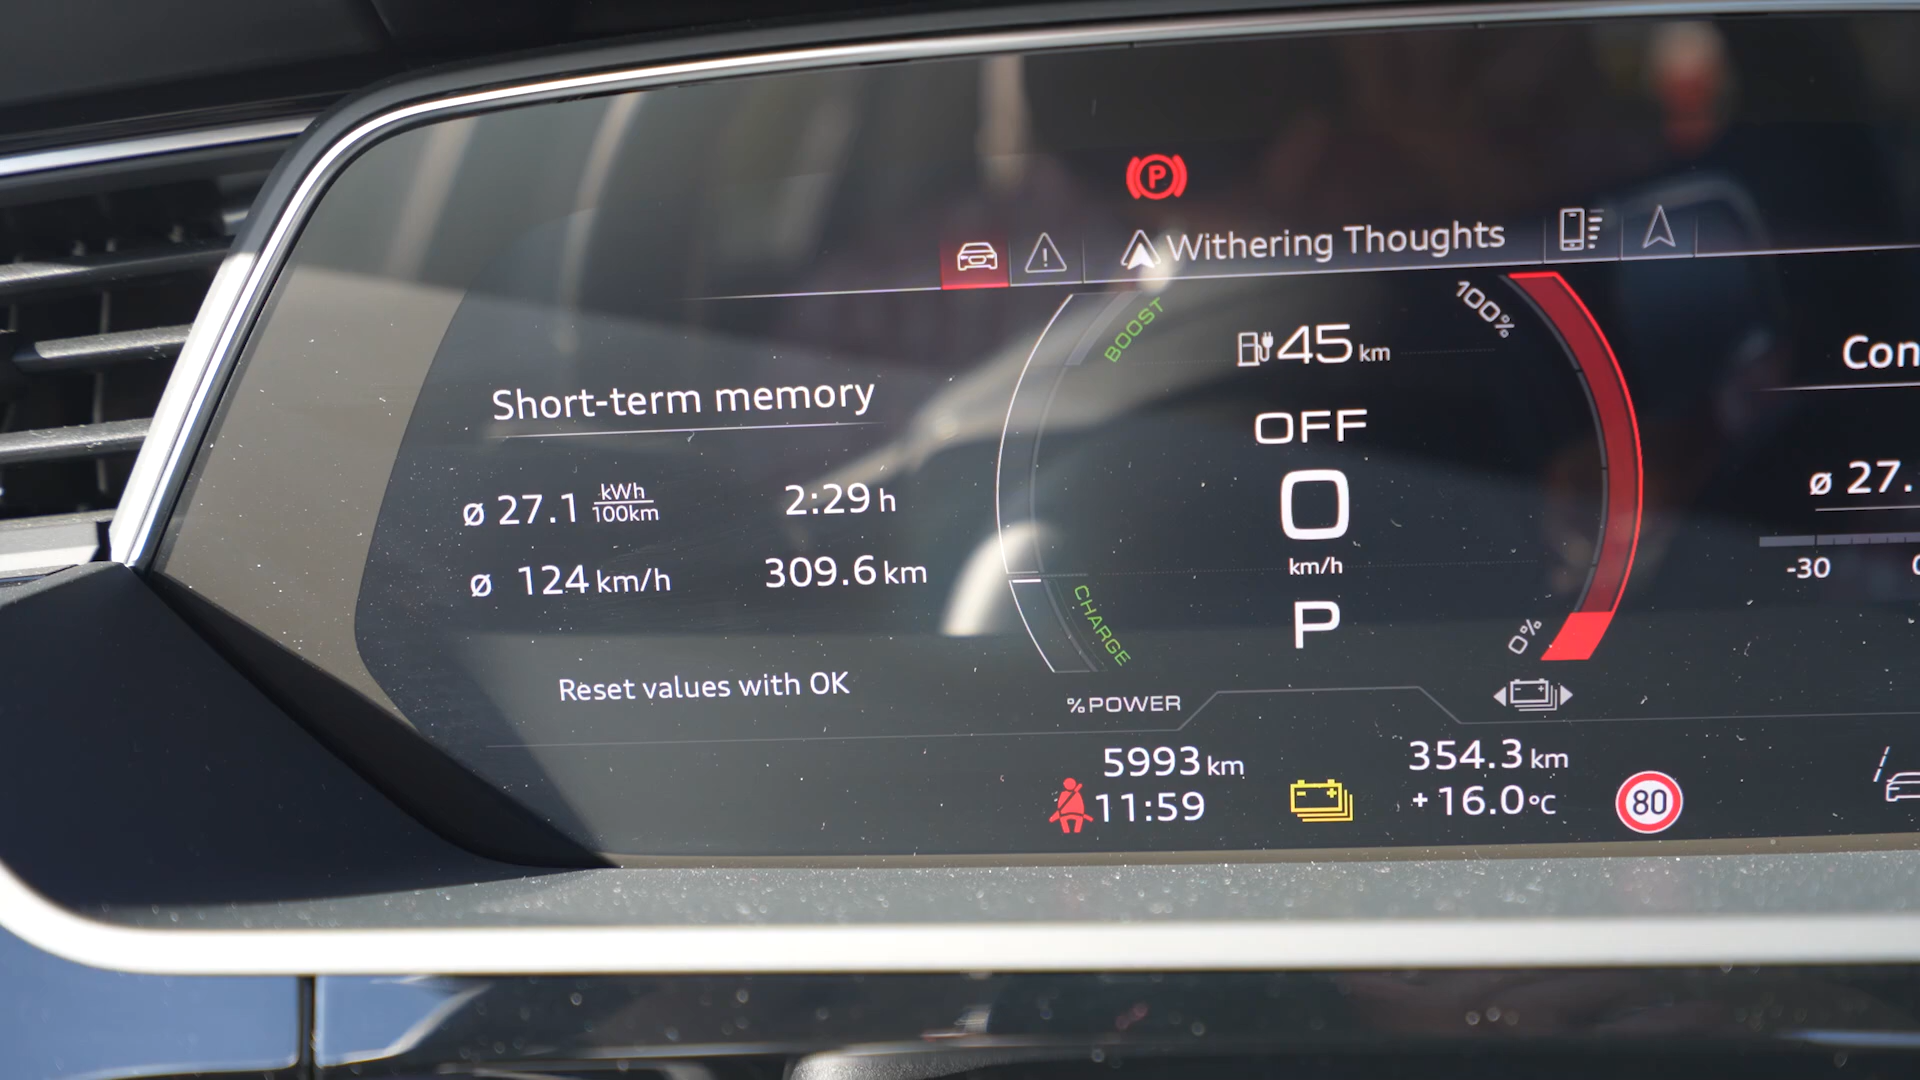 P
Withering Thoughts
BOOST
100%
45 km
Con
Short-term memory
OFF
ø 27.1 kWh/100km
2:29 h
0
ø 27.
km/h
-30
ø 124 km/h
309.6 km
CHARGE
P
0%
Reset values with OK
% POWER
5993 km
354.3 km
11:59
+ 16.0 °C
80